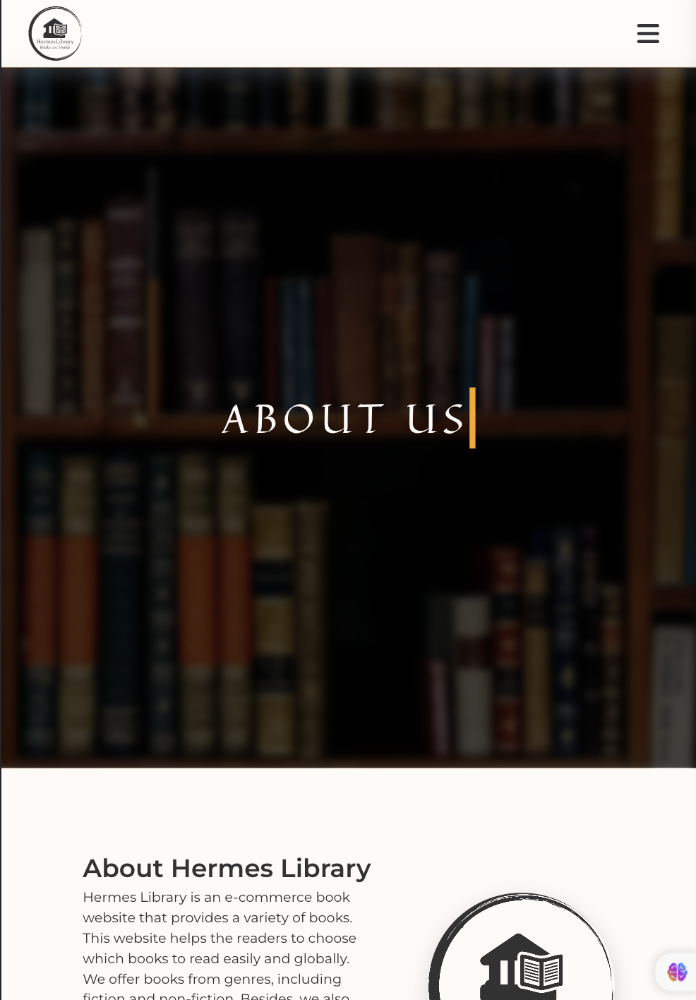 HermesLibrary
Books are friends
ABOUT US
About Hermes Library
Hermes Library is an e-commerce book
website that provides a variety of books.
This website helps the readers to choose
which books to read easily and globally.
We offer books from genres, including
fiction and non-fiction. Besides, we also